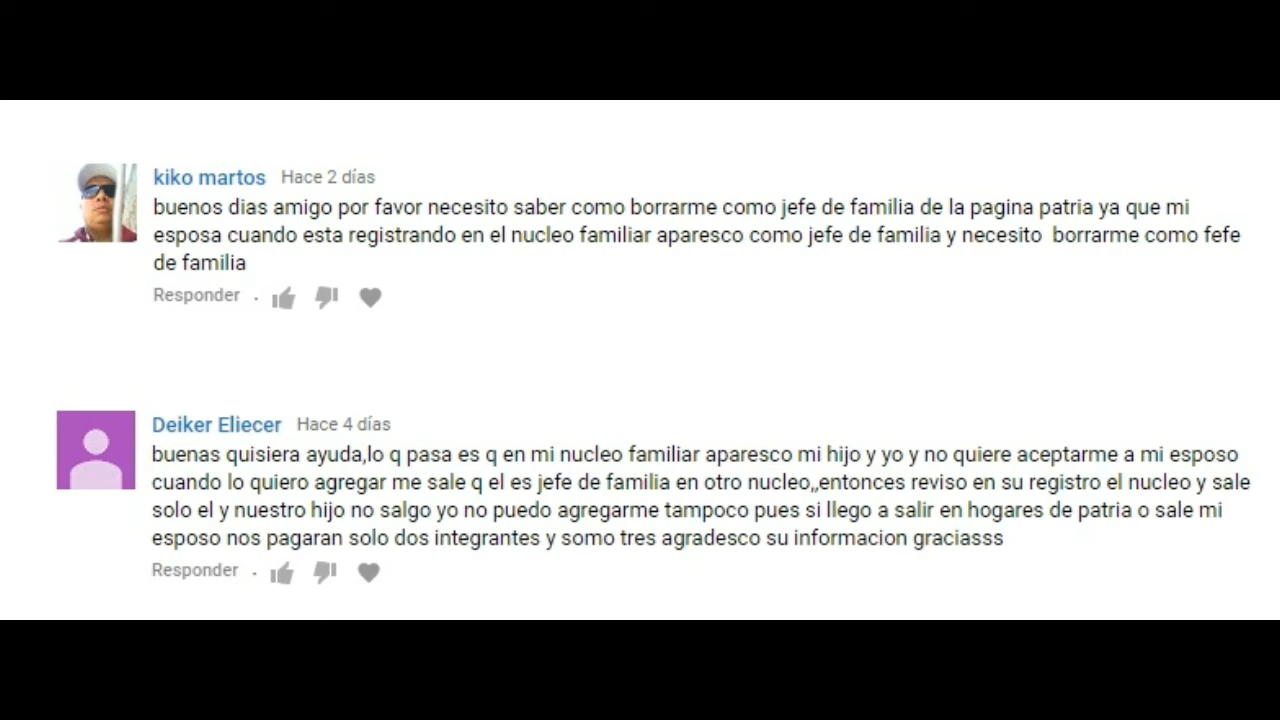 kiko martos Hace 2 días
buenos dias amigo por favor necesito saber como borrarme como jefe de familia de la pagina patria ya que mi
esposa cuando esta registrando en el nucleo familiar aparesco como jefe de familia y necesito borrarme como fefe
de familia
Responder .
Deiker Eliecer Hace 4 días
buenas quisiera ayuda,lo q pasa es q en mi nucleo familiar aparesco mi hijo y yo y no quiere aceptarme a mi esposo
cuando lo quiero agregar me sale q el es jefe de familia en otro nucleo,,entonces reviso en su registro el nucleo y sale
solo el y nuestro hijo no salgo yo no puedo agregarme tampoco pues si llego a salir en hogares de patria o sale mi
esposo nos pagaran solo dos integrantes y somo tres agradesco su informacion graciasss
Responder .